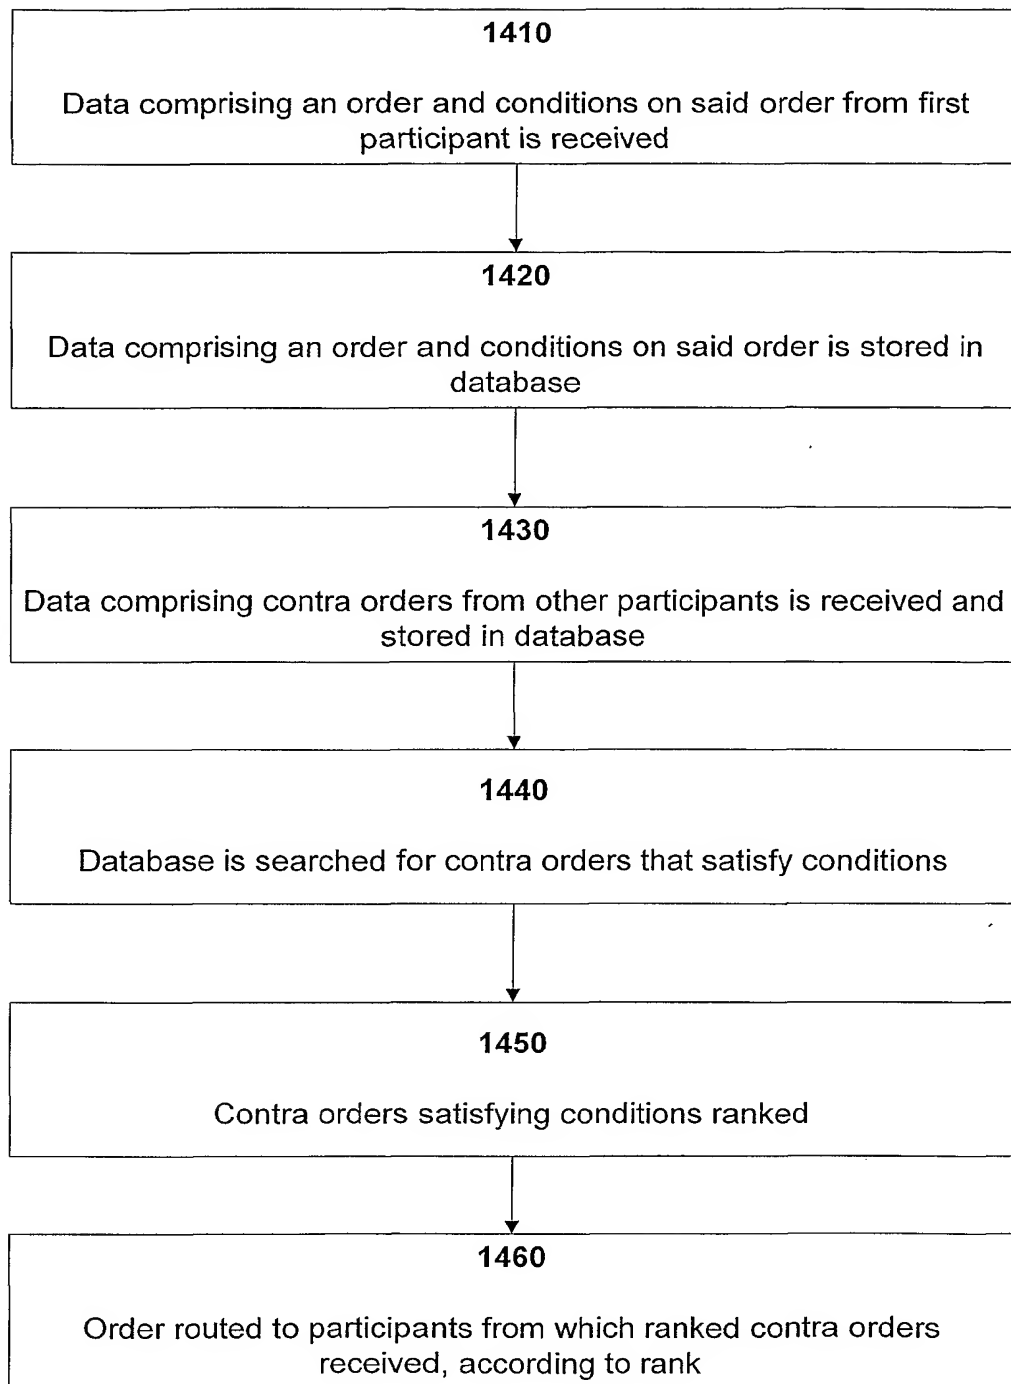 1410
Data comprising an order and conditions on said order from first
participant is received
1420
Data comprising an order and conditions on said order is stored in
database
1430
Data comprising contra orders from other participants is received and
stored in database
1440
Database is searched for contra orders that satisfy conditions
1450
Contra orders satisfying conditions ranked
1460
Order routed to participants from which ranked contra orders
received, according to rank